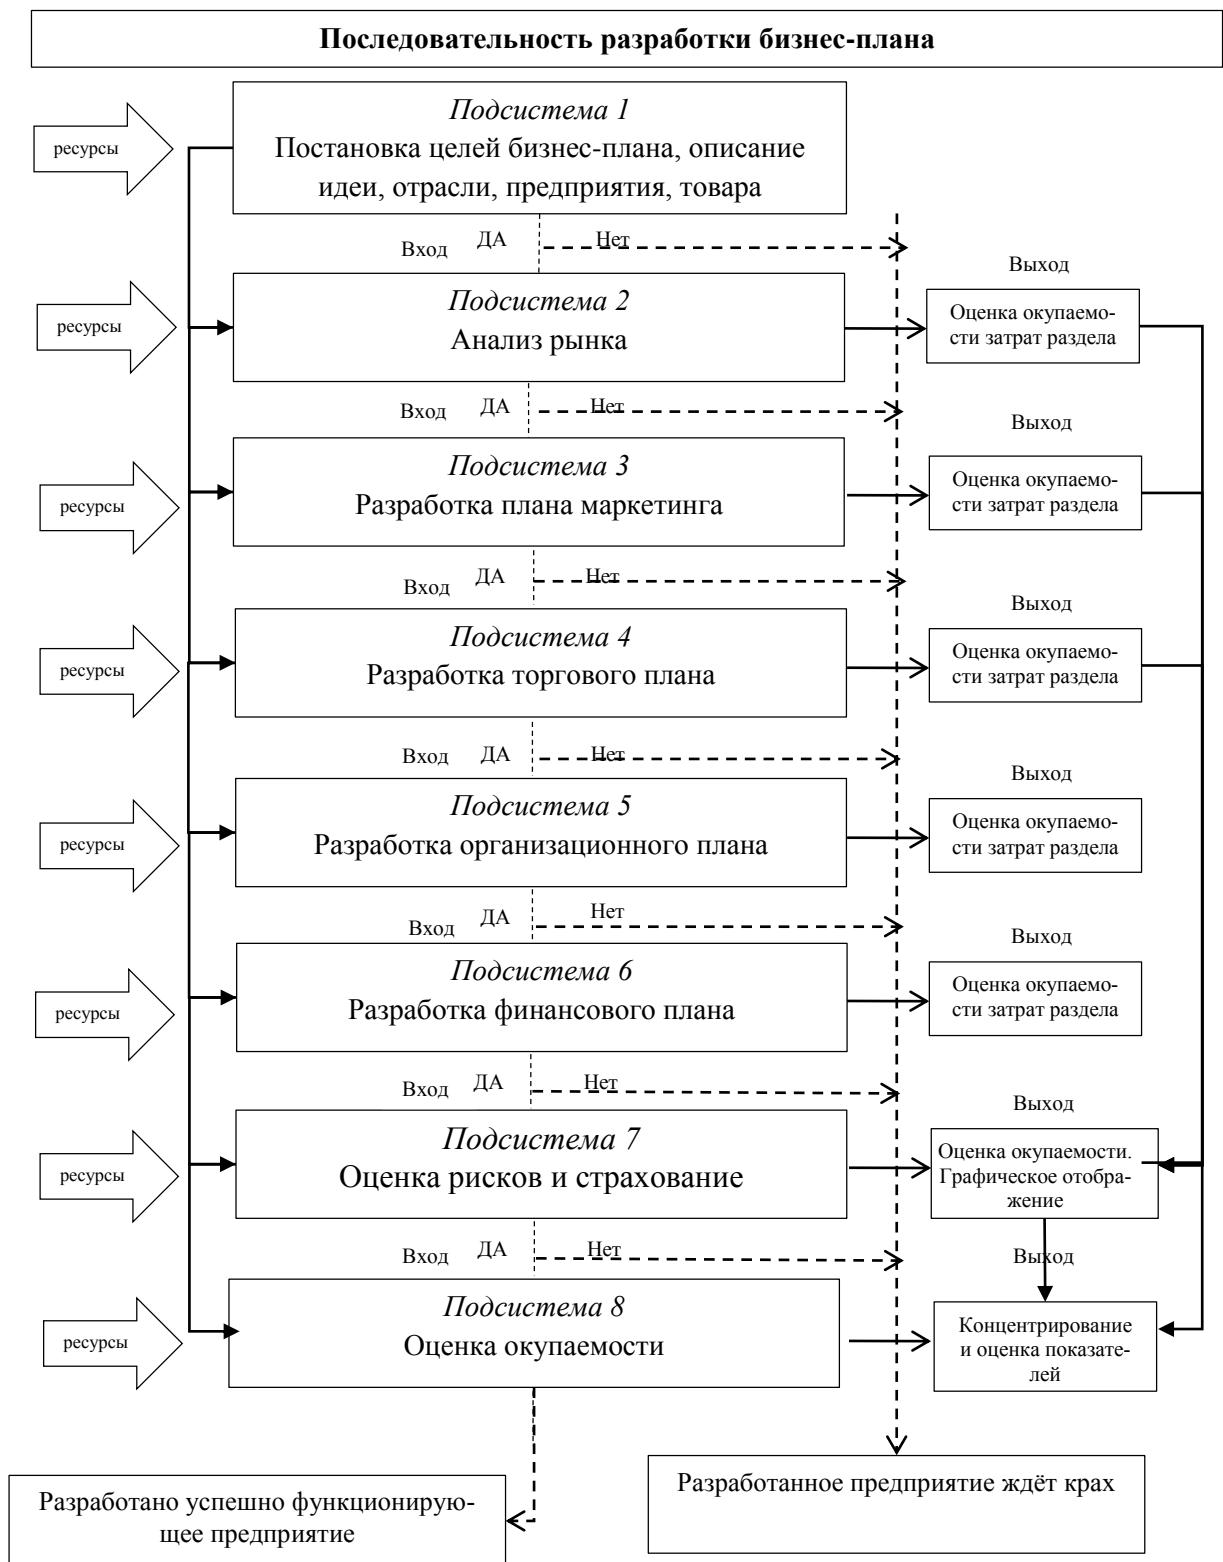 Последовательность разработки бизнес-плана
Подсистема 1
ресурсы
Постановка целей бизнес-плана, описание
идеи, отрасли, предприятия, товара
Вход ДА Нет
Выход
Подсистема 2
ресурсы
Анализ рынка
Оценка окупаемо-
сти затрат раздела
Вход ДА Нет
Выход
Подсистема 3
ресурсы
Разработка плана маркетинга
Оценка окупаемо-
сти затрат раздела
Вход ДА Нет
Выход
Подсистема 4
ресурсы
Разработка торгового плана
Оценка окупаемо-
сти затрат раздела
Вход ДА Нет
Выход
Подсистема 5
ресурсы
Разработка организационного плана
Оценка окупаемо-
сти затрат раздела
Вход ДА Нет
Выход
Подсистема 6
ресурсы
Разработка финансового плана
Оценка окупаемо-
сти затрат раздела
Вход ДА Нет
Выход
Подсистема 7
ресурсы
Оценка рисков и страхование
Оценка окупаемости.
Графическое отобра-
жение
Вход ДА Нет
Выход
Подсистема 8
ресурсы
Оценка окупаемости
Концентрирование
и оценка показате-
лей
Разработано успешно функционирую-
щее предприятие
Разработанное предприятие ждёт крах